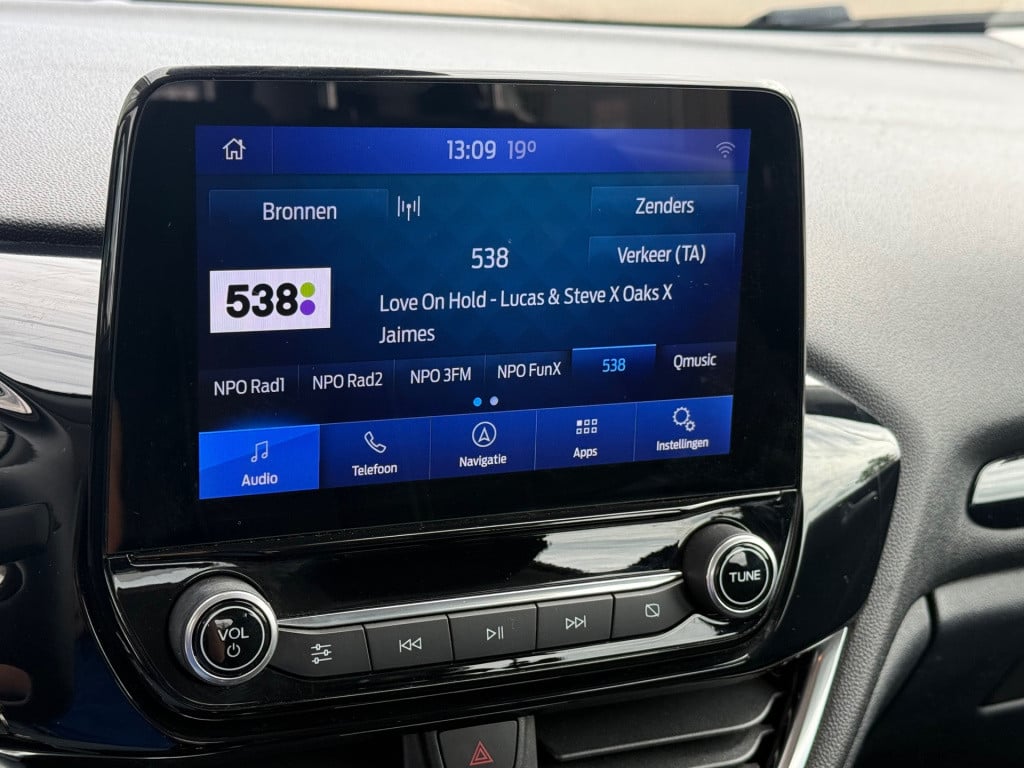 13:09 19º
Bronnen
Zenders
538
Verkeer (TA)
538
Love On Hold - Lucas & Steve X Oaks X
Jaimes
NPO Rad1 NPO Rad2 NPO 3FM NPO FunX 538 Qmusic
Audio Telefoon Navigatie Apps Instellingen
VOL
TUNE